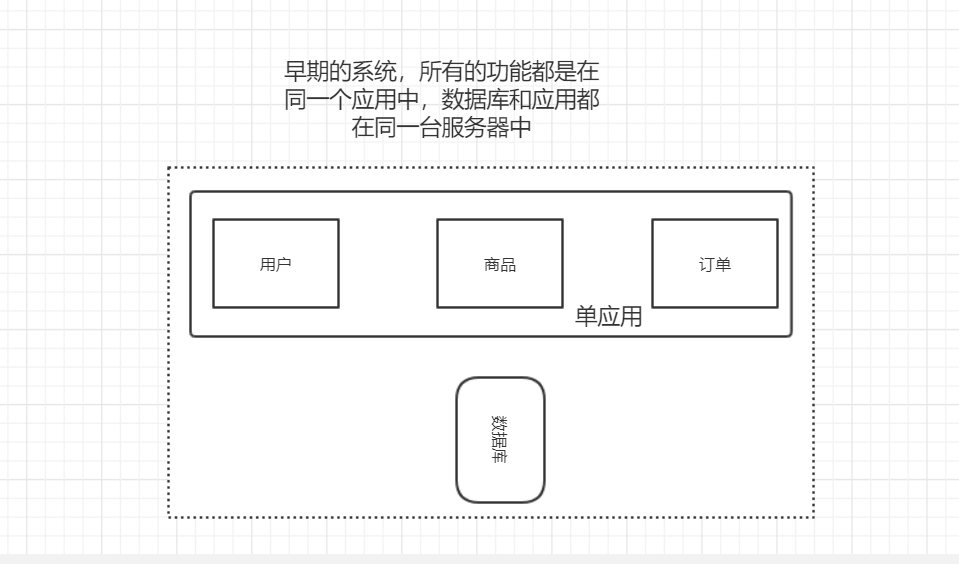 早期的系统，所有的功能都是在
同一个应用中，数据库和应用都
在同一台服务器中
用户
商品
订单
单应用
数据库